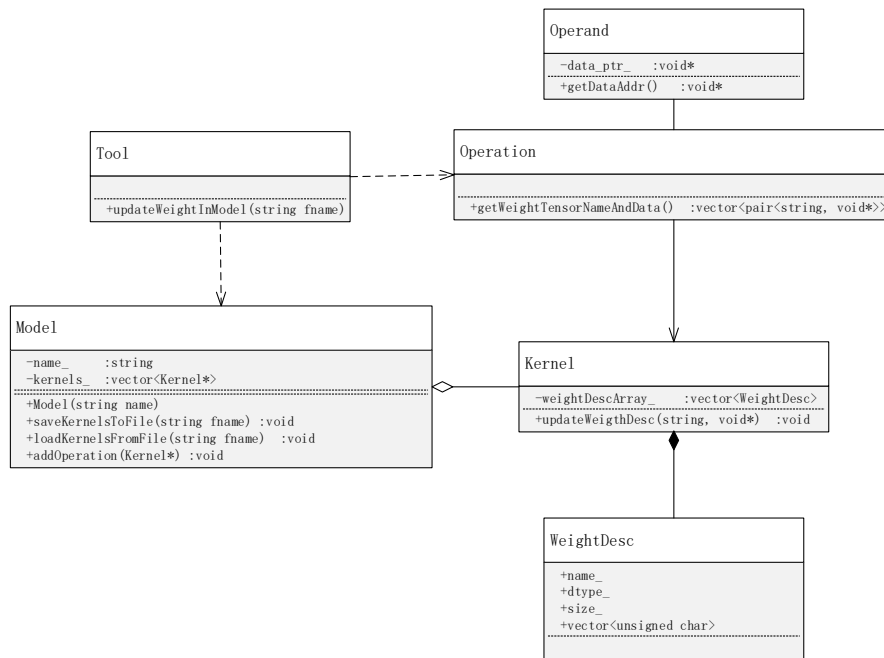 Operand
-data_ptr_ :void*
+getDataAddr() :void*
Tool
+updateWeightInModel(string fname)
Operation
+getWeightTensorNameAndData() :vector<pair<string, void*>>
Model
-name_ :string
-kernels_ :vector<Kernel*>
+Model(string name)
+saveKernelsToFile(string fname) :void
+loadKernelsFromFile(string fname) :void
+addOperation(Kernel*) :void
Kernel
-weightDescArray_ :vector<WeightDesc>
+updateWeigthDesc(string, void*) :void
WeightDesc
+name_
+dtype_
+size_
+vector<unsigned char>